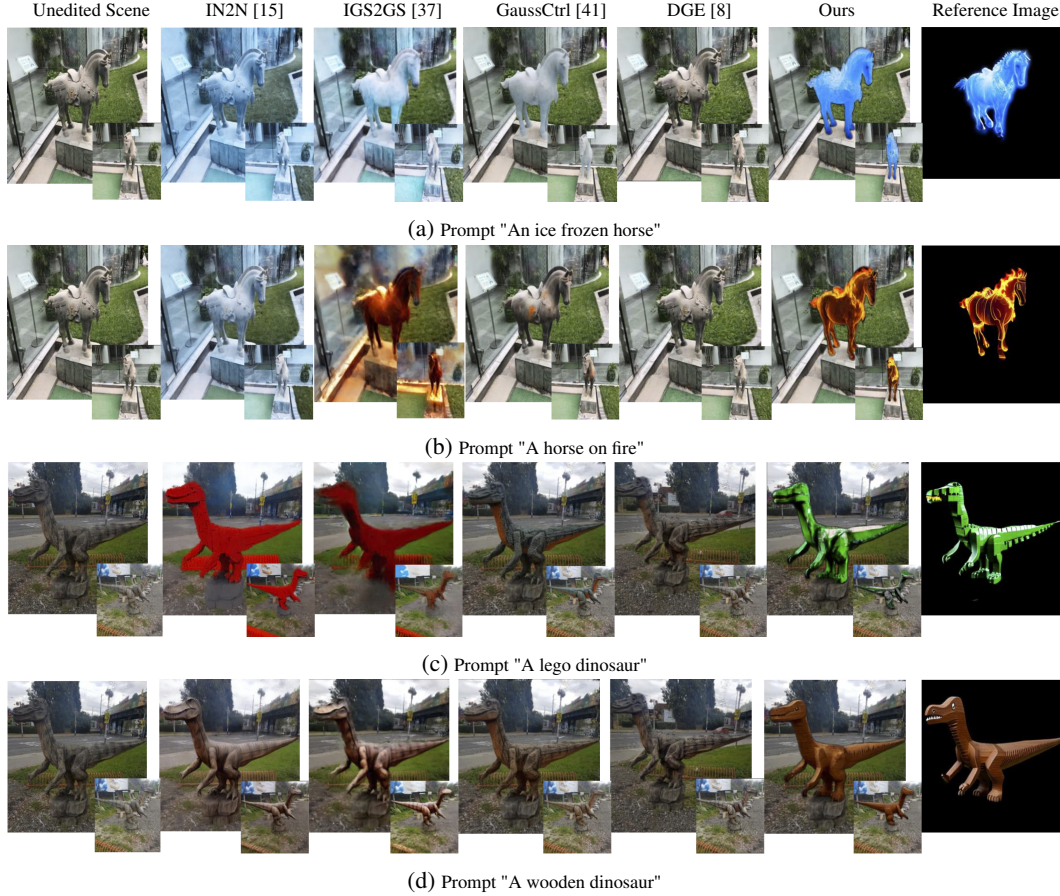 Unedited Scene IN2N [15] IGS2GS [37] GaussCtrl [41] DGE [8] Ours Reference Image
(a) Prompt "An ice frozen horse"
(b) Prompt "A horse on fire"
(c) Prompt "A lego dinosaur"
(d) Prompt "A wooden dinosaur"